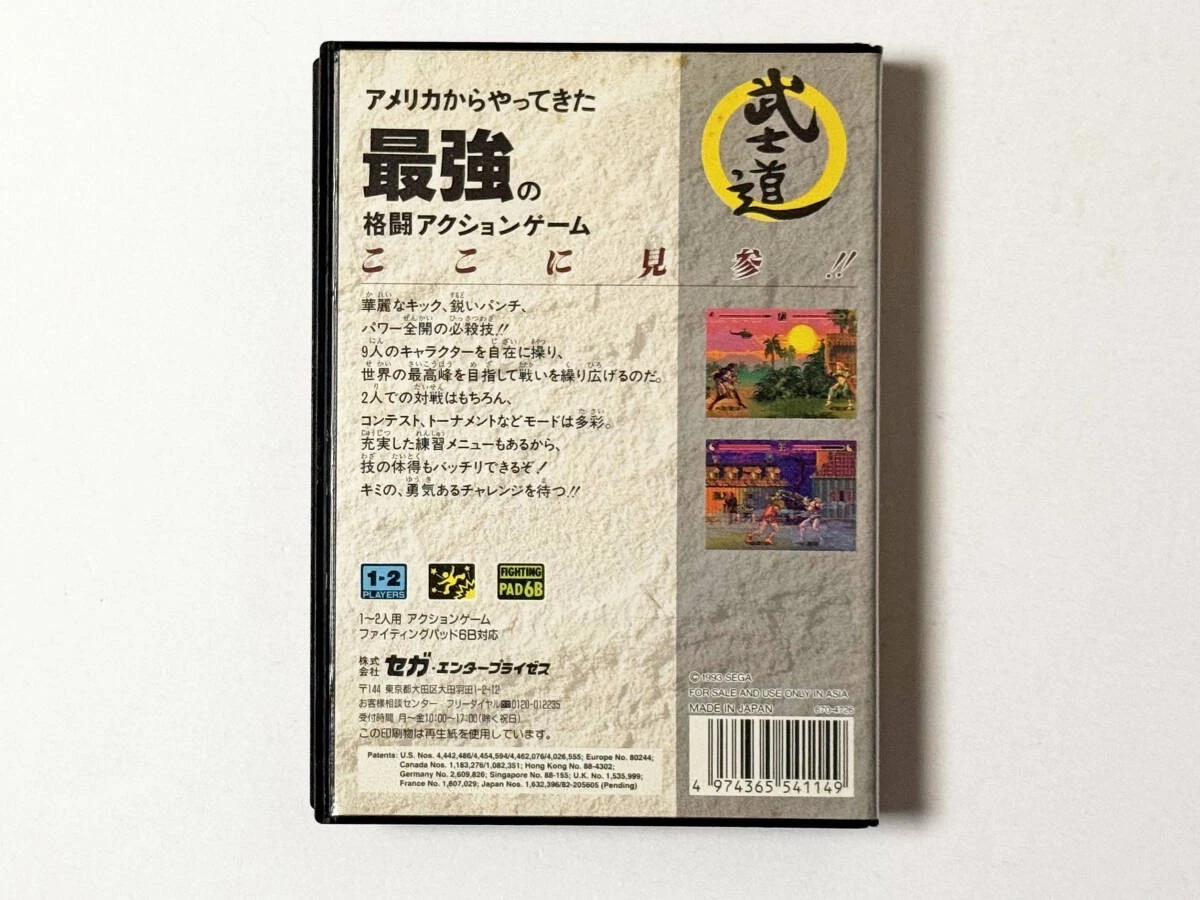 アメリカからやってきた
最強の
格闘アクションゲーム
ここに見参!!
武士道
華麗なキック、鋭いパンチ、
パワー全開の必殺技!!
9人のキャラクターを自在に操り、
世界の最高峰を目指して戦いを繰り広げるのだ。
2人での対戦はもちろん、
コンテスト、トーナメントなどモードは多彩。
充実した練習メニューもあるから、
技の体得もバッチリできるぞ!
キミの、勇気あるチャレンジを待つ!!
1-2
PLAYERS
FIGHTING
PAD6B
1〜2人用 アクションゲーム
ファイティングパッド6B対応
株式会社 セガ・エンタープライゼス
〒144 東京都大田区大田羽田1-2-12
お客様相談センター フリーダイヤル 0120-012235
受付時間 月〜金10:00〜17:00(除く祝日)
この印刷物は再生紙を使用しています。
Patents: U.S. Nos. 4,442,486/4,454,594/4,462,076/4,026,555; Europe No. 80244;
Canada Nos. 1,183,276/1,082,351; Hong Kong No. 88-4302;
Germany No. 2,609,826; Singapore No. 88-155; U.K. No. 1,535,999;
France No. 1,607,029; Japan Nos. 1,632,396/82-205605 (Pending)
© 1993 SEGA
FOR SALE AND USE ONLY IN ASIA
MADE IN JAPAN 670-4726
4 974365 541149